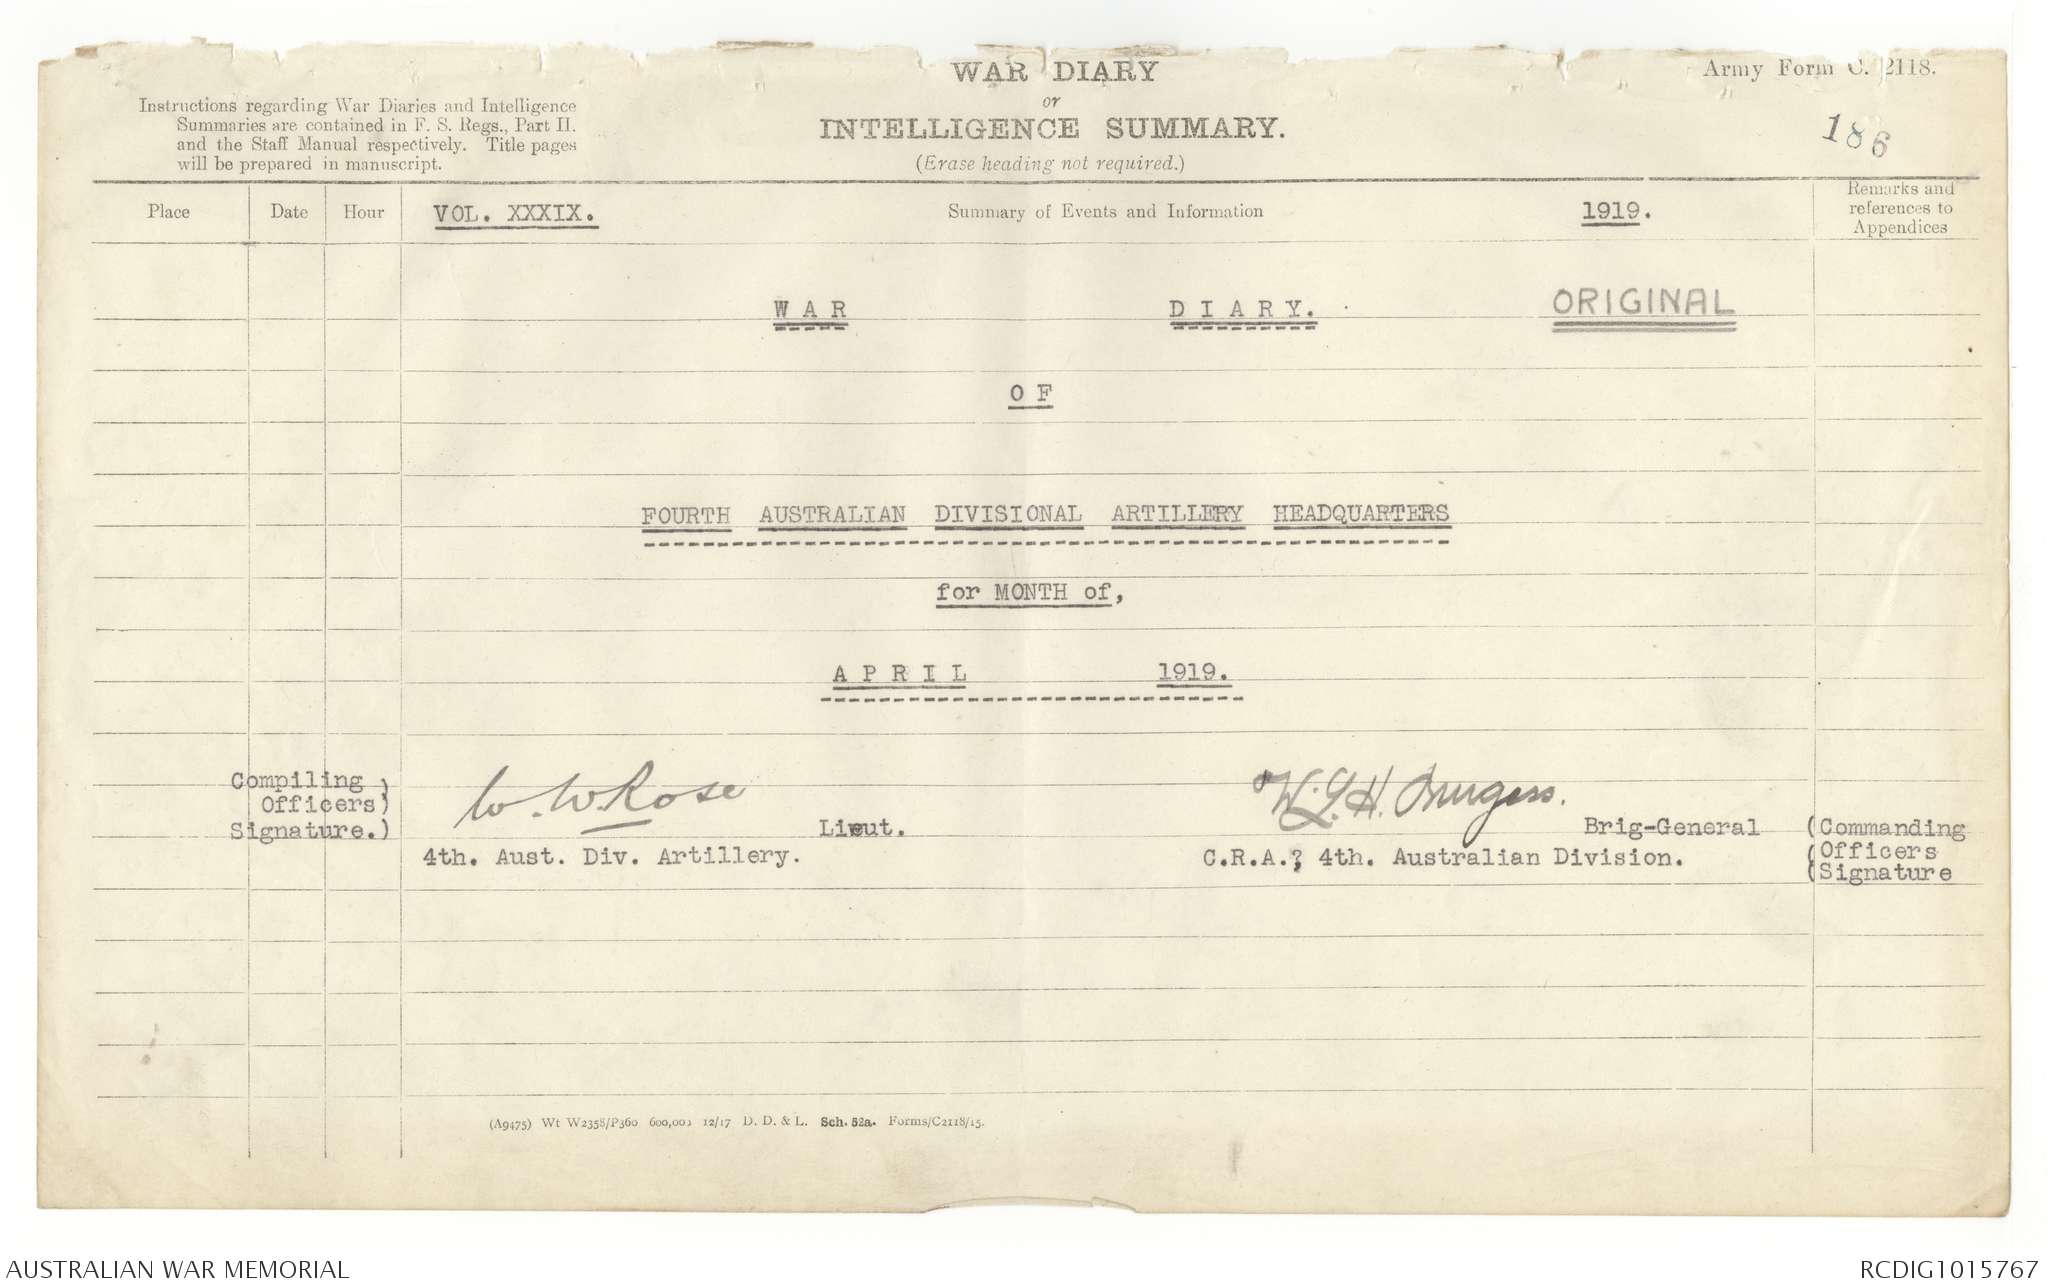 WAR DIARY
or
INTELLIGENCE SUMMARY.
(Erase heading not required.)
Army Form C. 2118.
Instructions regarding War Diaries and Intelligence
Summaries are contained in F. S. Regs., Part II.
and the Staff Manual respectively. Title pages
will be prepared in manuscript.
186
Place Date Hour VOL. XXXIX. Summary of Events and Information 1919. Remarks and
references to
Appendices
W A R D I A R Y. ORIGINAL
O F
FOURTH AUSTRALIAN DIVISIONAL ARTILLERY HEADQUARTERS
for MONTH of,
A P R I L 1919.
Compiling )
Officers)
Signature.)
W. W Rose
Lieut.
4th. Aust. Div. Artillery.
W.L.H. Burgess.
Brig-General
C.R.A., 4th. Australian Division.
(Commanding
(Officers
(Signature
(A9475) Wt W2358/P360 600,000 12/17 D. D. & L. Sch. 52a. Forms/C2118/15.
AUSTRALIAN WAR MEMORIAL
RCDIG1015767